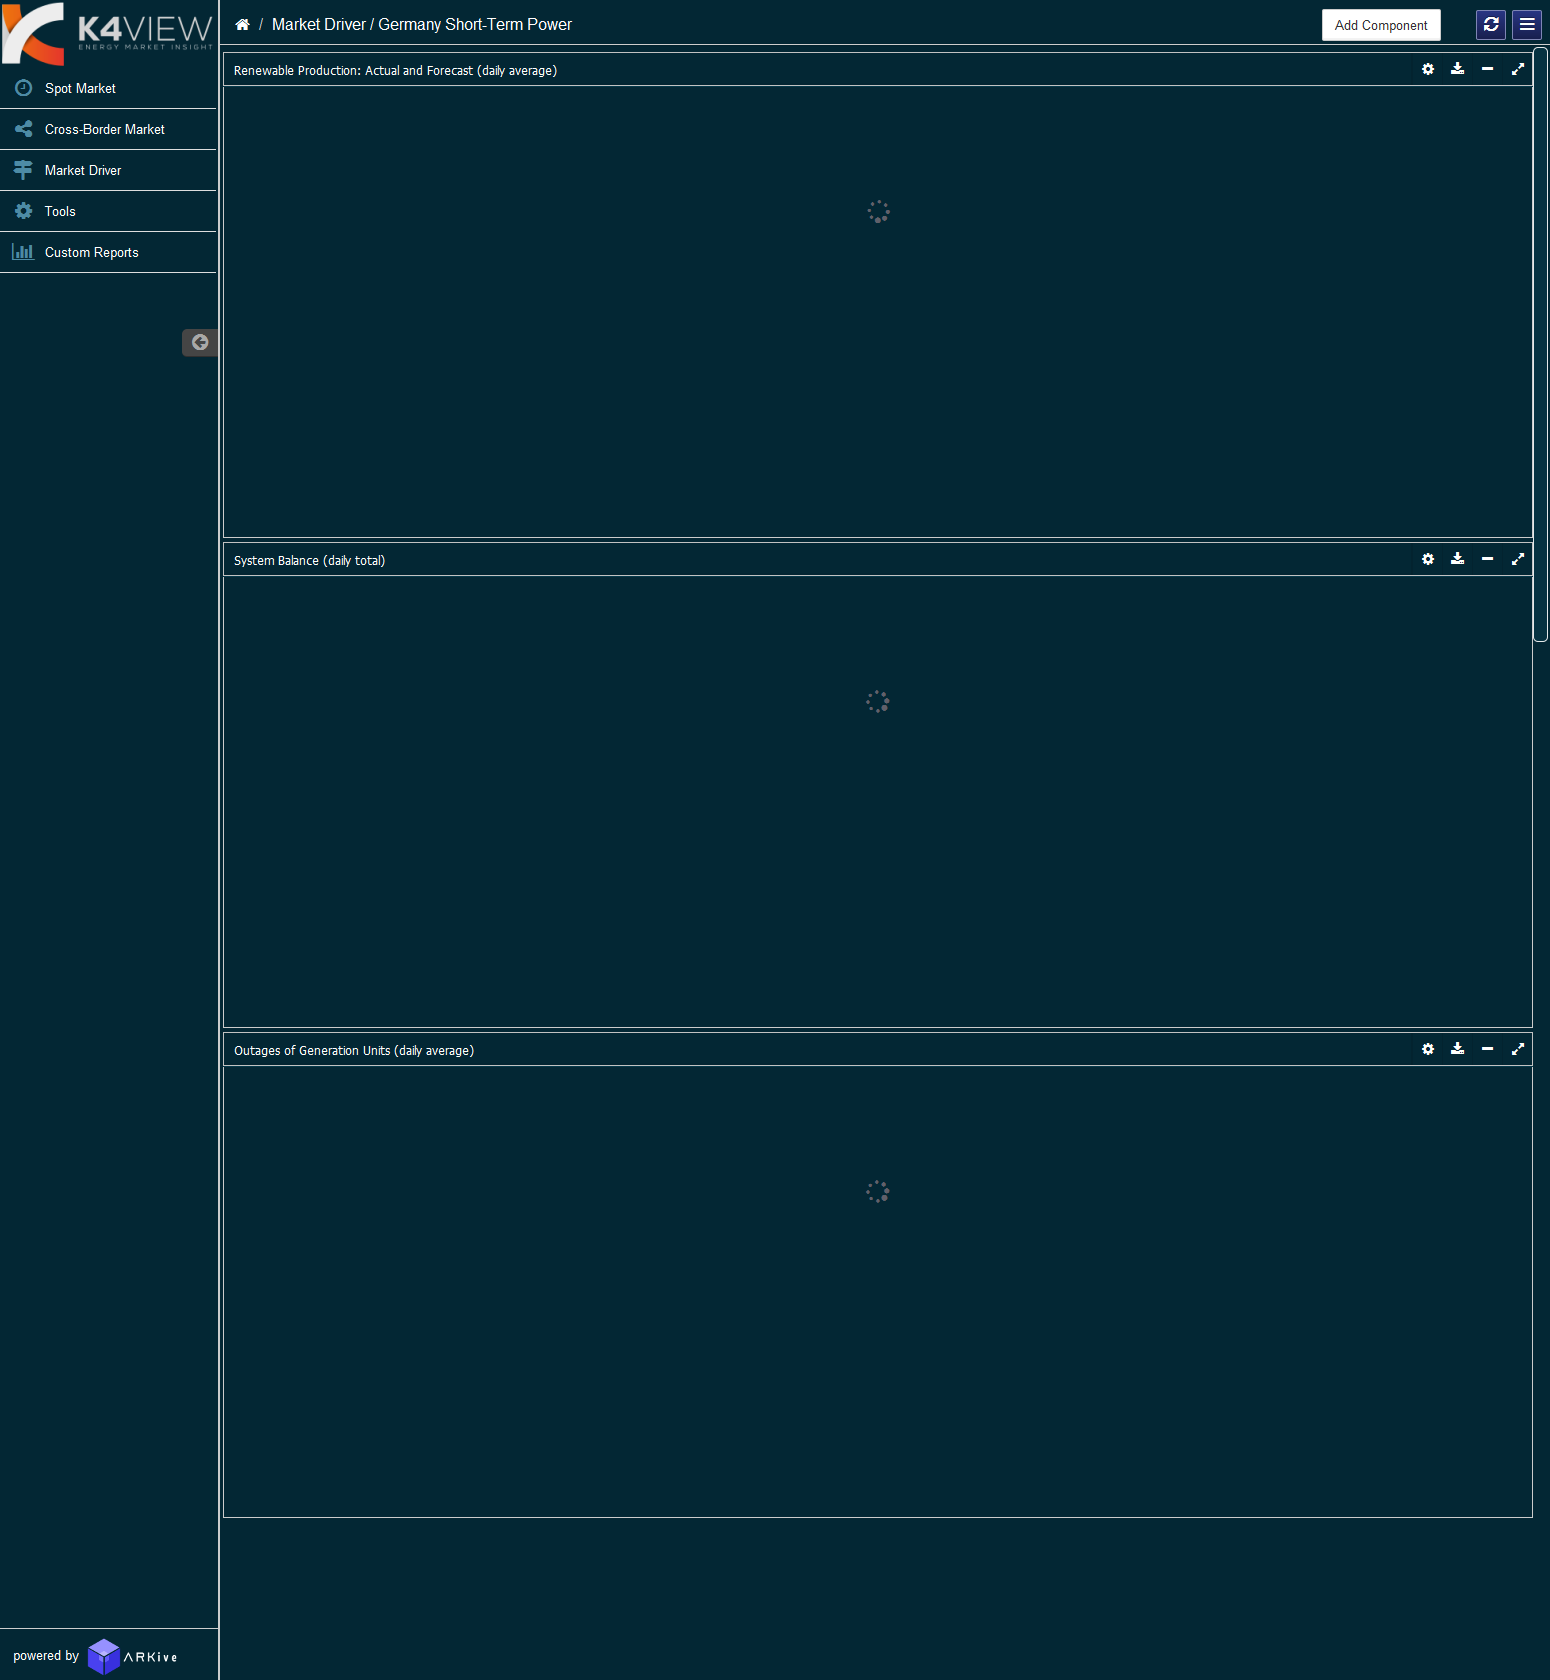 K4VIEW
ENERGY MARKET INSIGHT
/ Market Driver / Germany Short-Term Power
Add Component
Spot Market
Cross-Border Market
Market Driver
Tools
Custom Reports
Renewable Production: Actual and Forecast (daily average)
System Balance (daily total)
Outages of Generation Units (daily average)
powered by ARKive